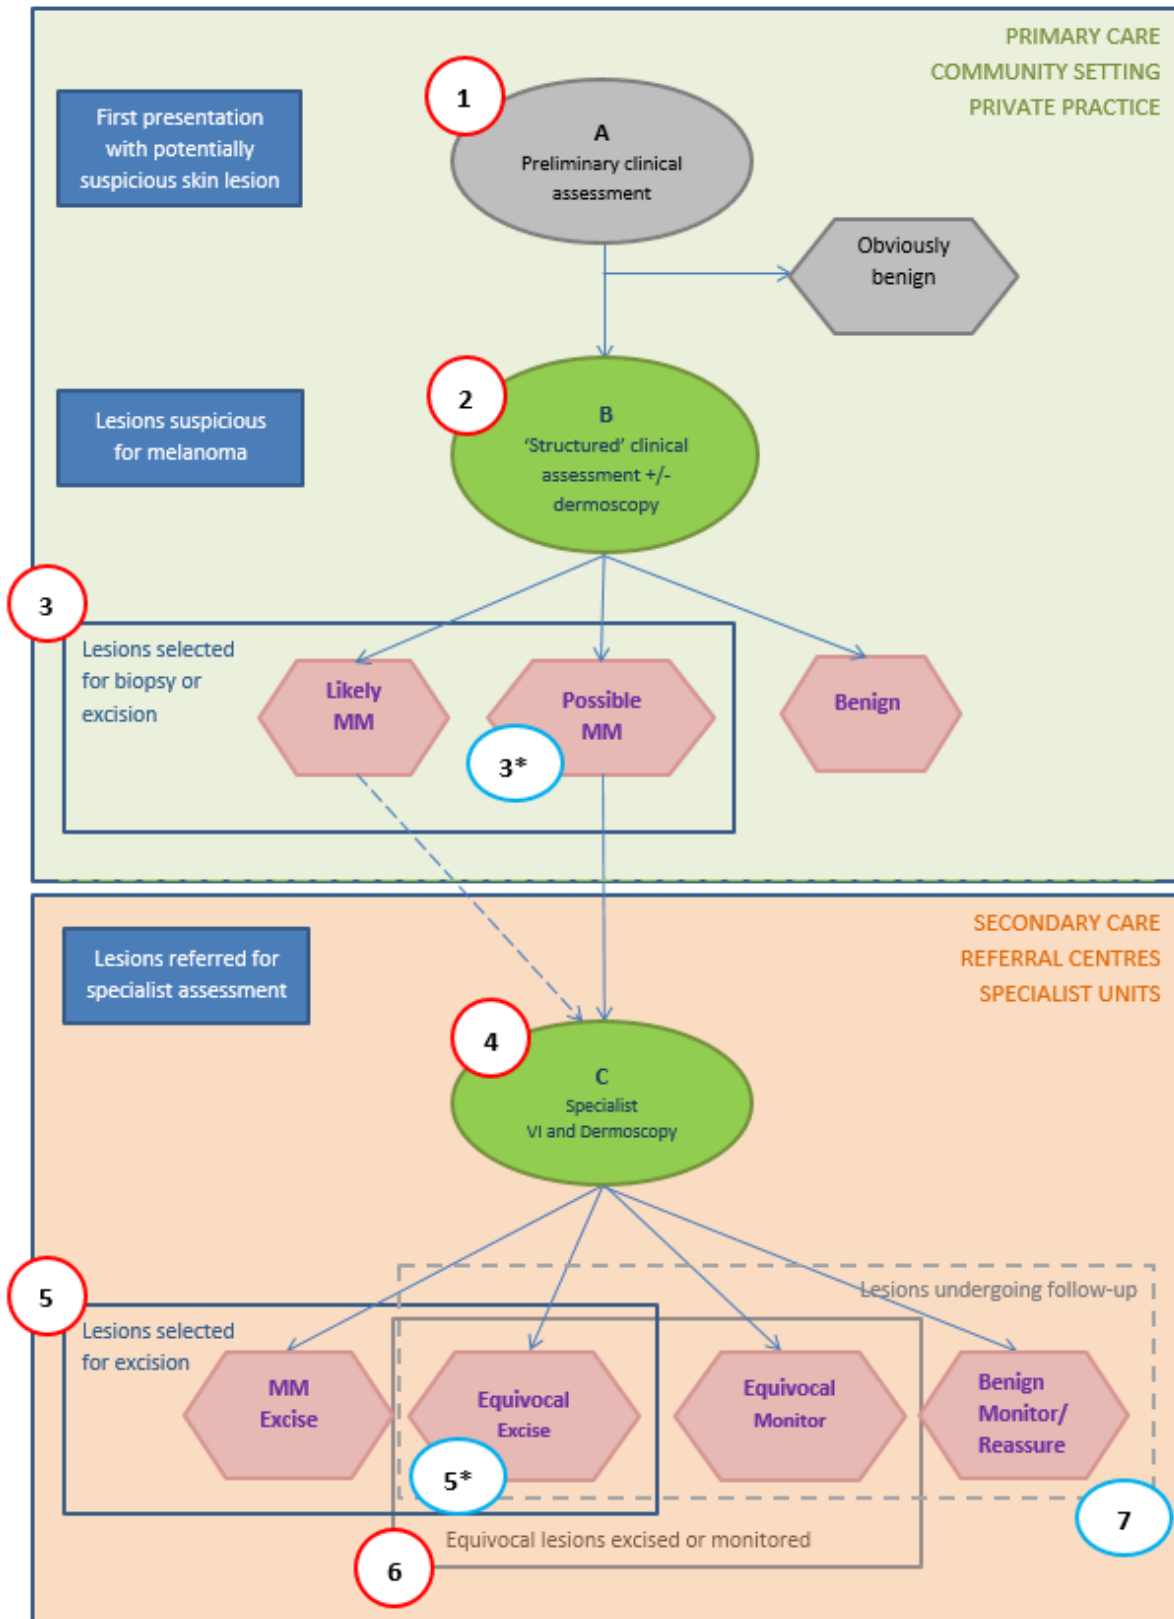 PRIMARY CARE
COMMUNITY SETTING
PRIVATE PRACTICE
1
First presentation
with potentially
suspicious skin lesion
A
Preliminary clinical
assessment
Obviously
benign
2
Lesions suspicious
for melanoma
B
‘Structured’ clinical
assessment +/-
dermoscopy
3
Lesions selected
for biopsy or
excision
Likely
MM
Possible
MM
3*
Benign
SECONDARY CARE
REFERRAL CENTRES
SPECIALIST UNITS
Lesions referred for
specialist assessment
4
C
Specialist
VI and Dermoscopy
5
Lesions undergoing follow-up
Lesions selected
for excision
MM
Excise
Equivocal
Excise
5*
Equivocal
Monitor
Benign
Monitor/
Reassure
7
Equivocal lesions excised or monitored
6